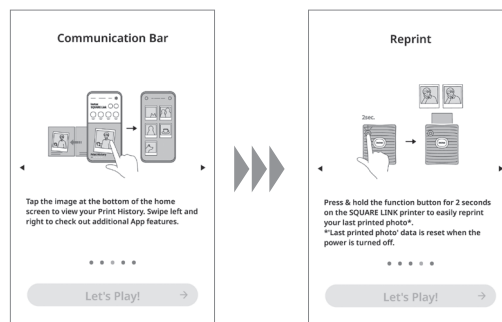 Communication Bar
Tap the image at the bottom of the home
screen to view your Print History. Swipe left and
right to check out additional App features.
Let's Play!
Reprint
2sec.
Press & hold the function button for 2 seconds
on the SQUARE LINK printer to easily reprint
your last printed photo*.
*'Last printed photo' data is reset when the
power is turned off.
Let's Play!